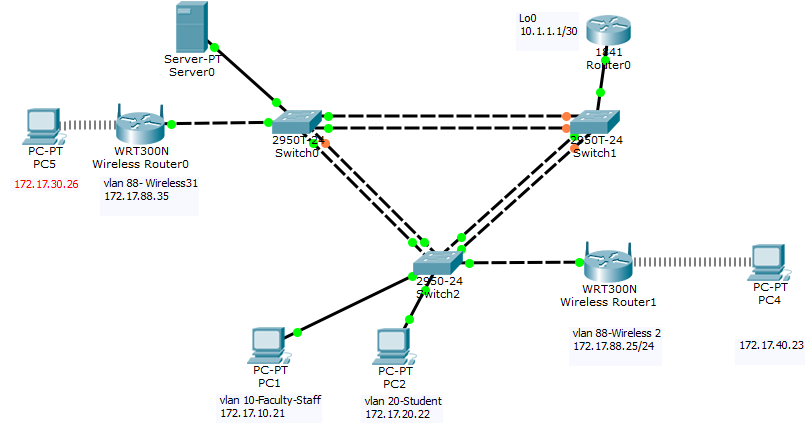 Lo0
10.1.1.1/30
1841
Router0
Server-PT
Server0
2950T-24
Switch0
2950T-24
Switch1
PC-PT
PC5
172.17.30.26
WRT300N
Wireless Router0
vlan 88- Wireless31
172.17.88.35
2950-24
Switch2
WRT300N
Wireless Router1
vlan 88-Wireless 2
172.17.88.25/24
PC-PT
PC4
172.17.40.23
PC-PT
PC1
vlan 10-Faculty-Staff
172.17.10.21
PC-PT
PC2
vlan 20-Student
172.17.20.22